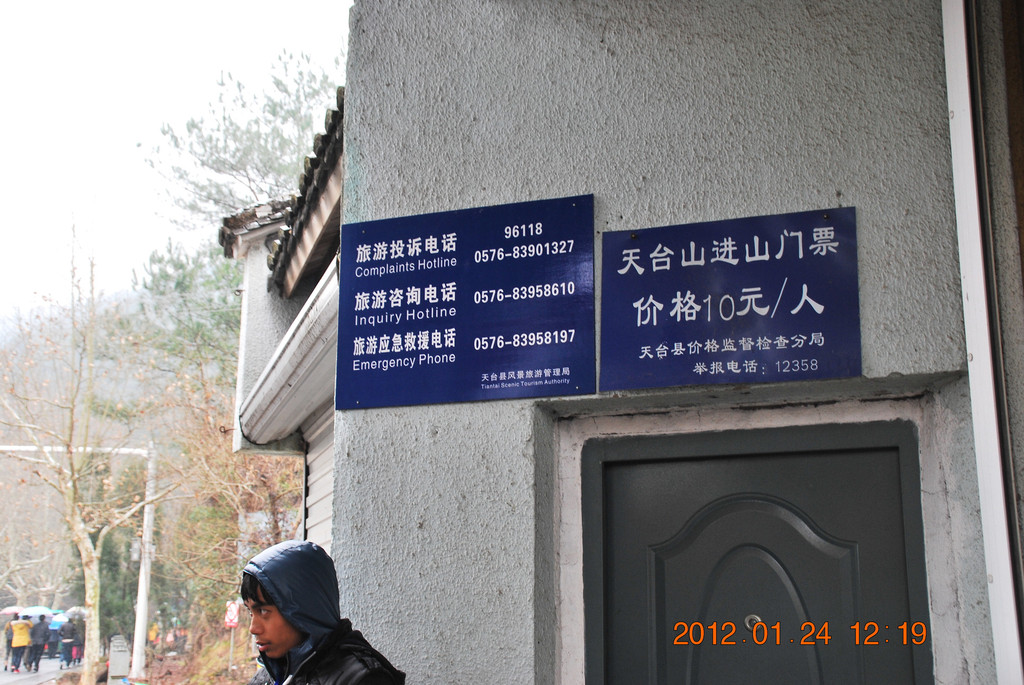 旅游投诉电话 96118
Complaints Hotline 0576-83901327
旅游咨询电话 0576-83958610
Inquiry Hotline
旅游应急救援电话 0576-83958197
Emergency Phone
天台县风景旅游管理局
Tiantai Scenic Tourism Authority
天台山进山门票
价格10元/人
天台县价格监督检查分局
举报电话：12358
2012.01.24 12:19